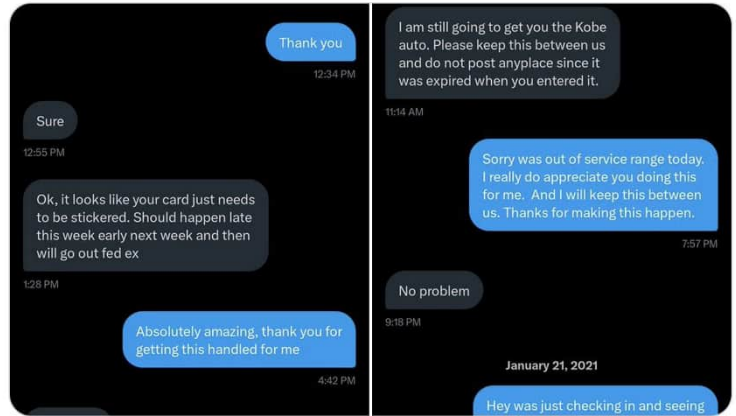 Thank you
12:34 PM
Sure
12:55 PM
Ok, it looks like your card just needs
to be stickered. Should happen late
this week early next week and then
will go out fed ex
1:28 PM
Absolutely amazing, thank you for
getting this handled for me
4:42 PM
I am still going to get you the Kobe
auto. Please keep this between us
and do not post anyplace since it
was expired when you entered it.
11:14 AM
Sorry was out of service range today.
I really do appreciate you doing this
for me.  And I will keep this between
us. Thanks for making this happen.
7:57 PM
No problem
9:18 PM
January 21, 2021
Hey was just checking in and seeing